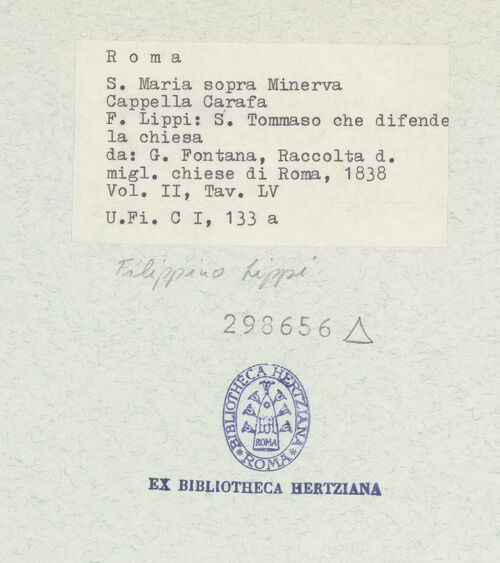 Roma
S. Maria sopra Minerva
Cappella Carafa
F. Lippi: S. Tommaso che difende
la chiesa
da: G. Fontana, Raccolta d.
migl. chiese di Roma, 1838
Vol. II, Tav. LV
U.Fi. C I, 133 a
Filippino Lippi
298656 △
BIBLIOTHECA HERTZIANA
ROMA
* ROMA *
EX BIBLIOTHECA HERTZIANA